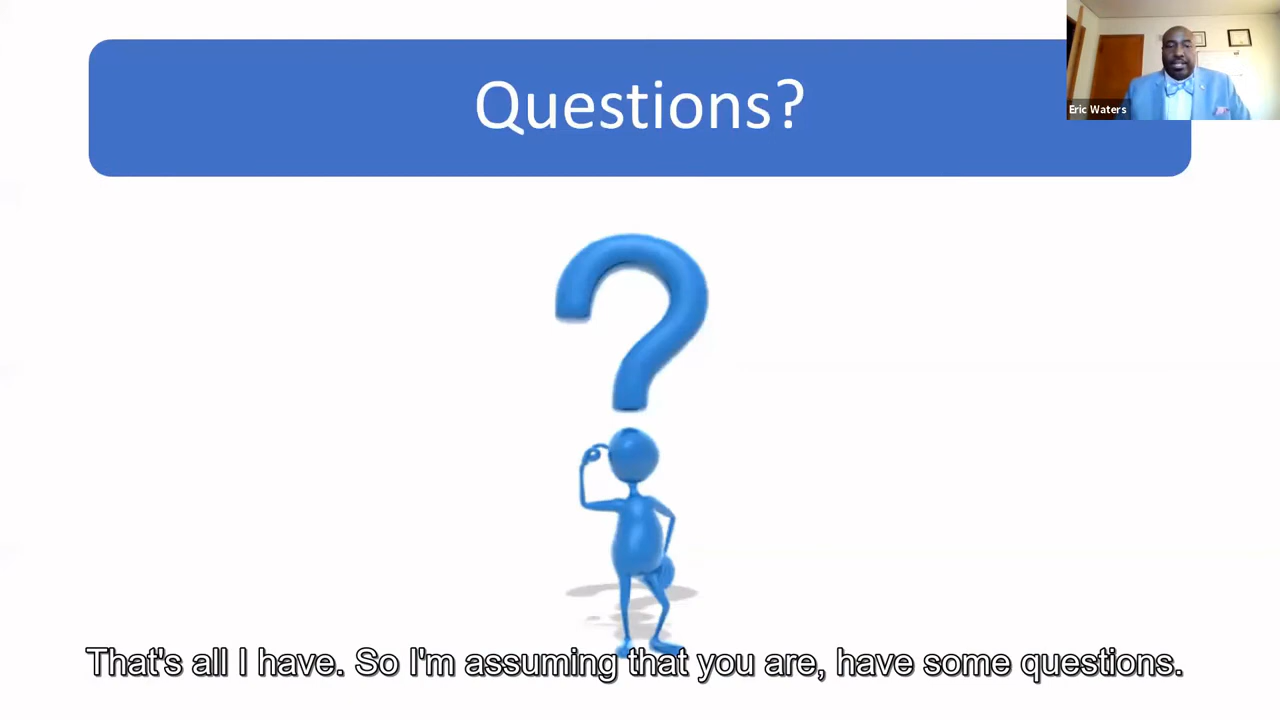 Questions?
Eric Waters
That's all I have. So I'm assuming that you are, have some questions.